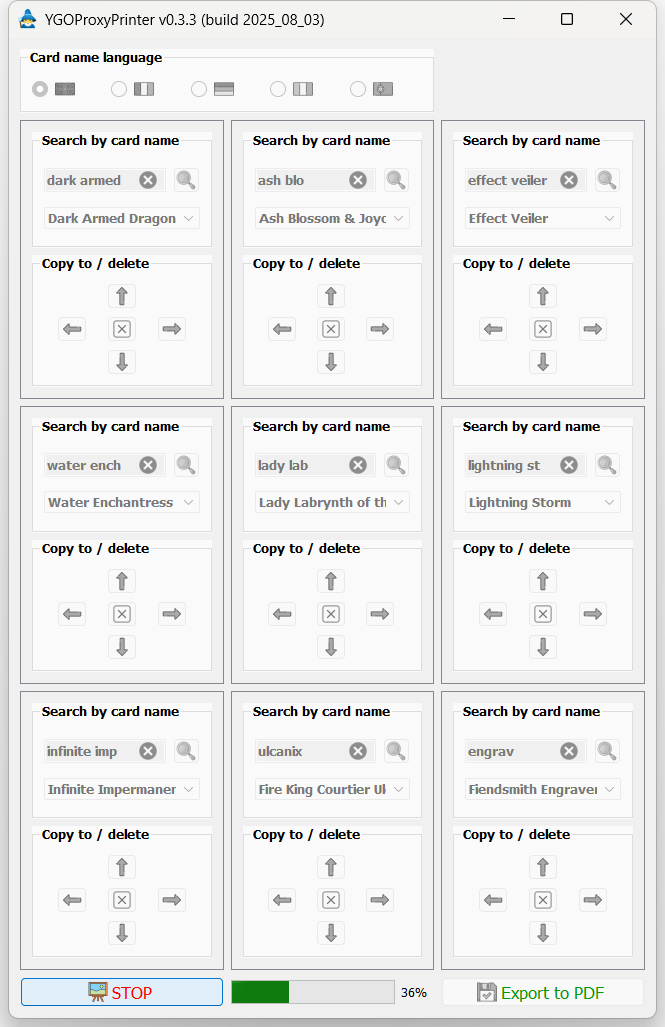 YGOProxyPrinter v0.3.3 (build 2025_08_03)
Card name language
Search by card name
Search by card name
Search by card name
dark armed
ash blo
effect veiler
Dark Armed Dragon
Ash Blossom & Joyc
Effect Veiler
Copy to / delete
Copy to / delete
Copy to / delete
Search by card name
Search by card name
Search by card name
water ench
lady lab
lightning st
Water Enchantress
Lady Labrynth of th
Lightning Storm
Copy to / delete
Copy to / delete
Copy to / delete
Search by card name
Search by card name
Search by card name
infinite imp
ulcanix
engrav
Infinite Impermaner
Fire King Courtier Ul
Fiendsmith Engraver
Copy to / delete
Copy to / delete
Copy to / delete
STOP
36%
Export to PDF